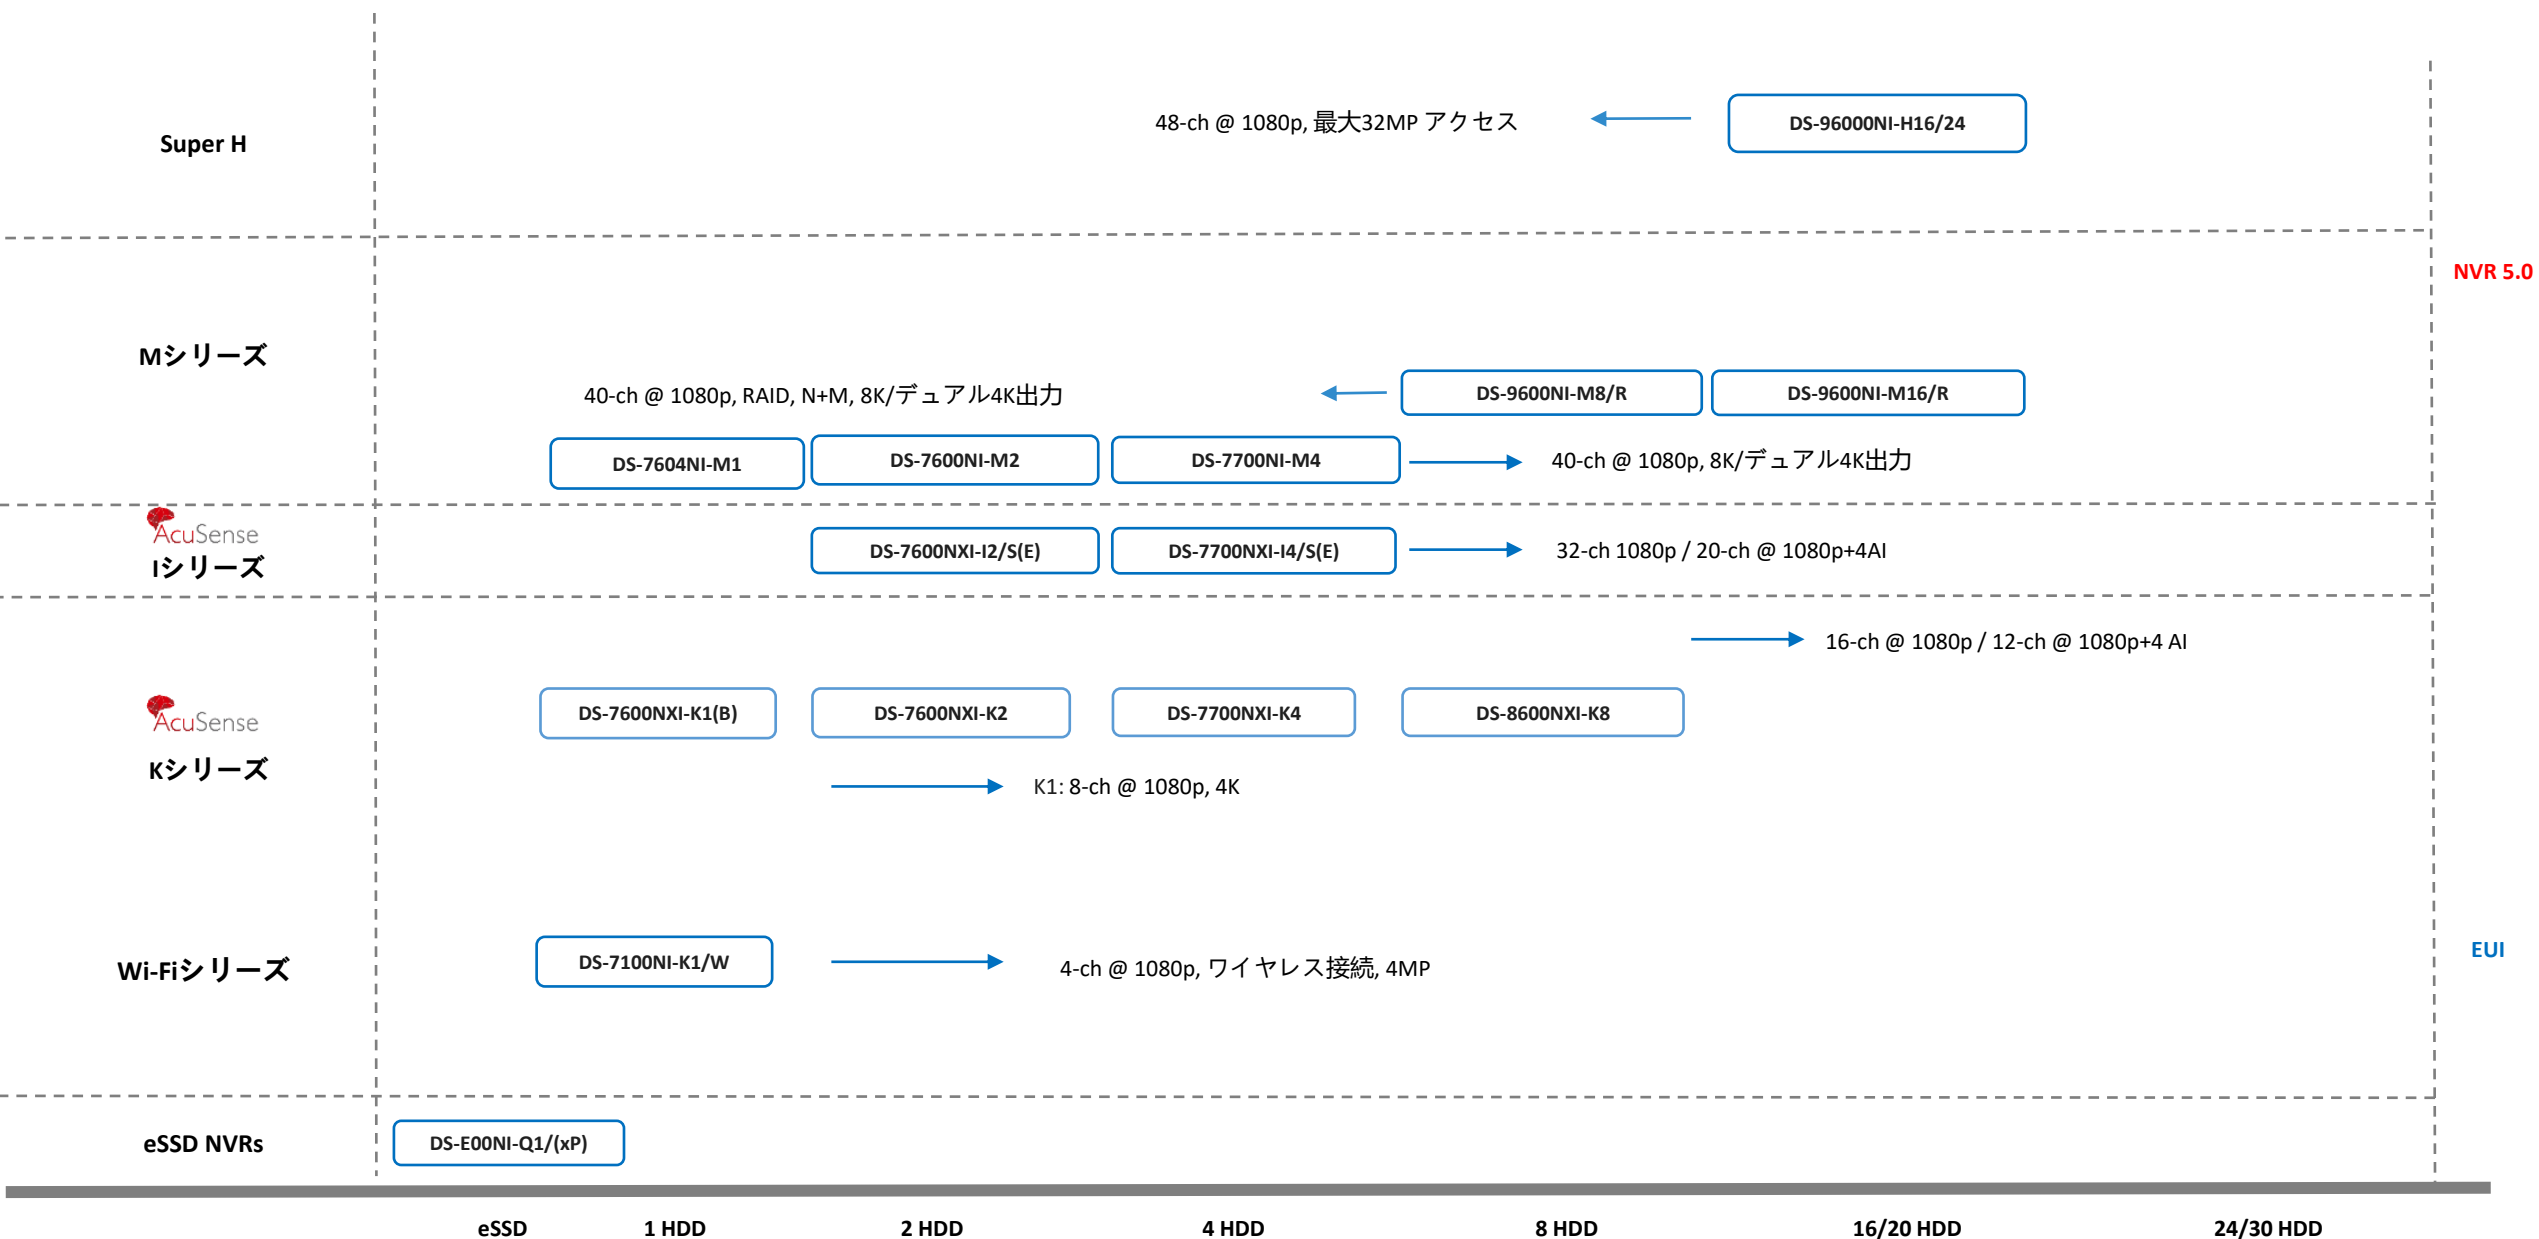 48-ch @ 1080p, 最大32MP アクセス
DS-96000NI-H16/24
Super H
NVR 5.0
Mシリーズ
40-ch @ 1080p, RAID, N+M, 8K/デュアル4K出力
DS-9600NI-M8/R
DS-9600NI-M16/R
DS-7604NI-M1
DS-7600NI-M2
DS-7700NI-M4
40-ch @ 1080p, 8K/デュアル4K出力
AcuSense
Iシリーズ
DS-7600NXI-I2/S(E)
DS-7700NXI-I4/S(E)
32-ch 1080p / 20-ch @ 1080p+4AI
16-ch @ 1080p / 12-ch @ 1080p+4 AI
AcuSense
Kシリーズ
DS-7600NXI-K1(B)
DS-7600NXI-K2
DS-7700NXI-K4
DS-8600NXI-K8
K1: 8-ch @ 1080p, 4K
Wi-Fiシリーズ
DS-7100NI-K1/W
4-ch @ 1080p, ワイヤレス接続, 4MP
EUI
eSSD NVRs
DS-E00NI-Q1/(xP)
eSSD
1 HDD
2 HDD
4 HDD
8 HDD
16/20 HDD
24/30 HDD